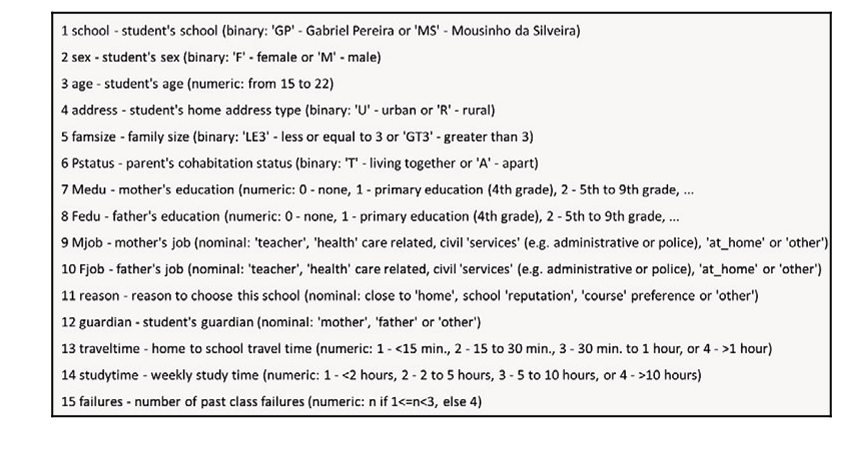 1 school - student's school (binary: 'GP' - Gabriel Pereira or 'MS' - Mousinho da Silveira)
2 sex - student's sex (binary: 'F' - female or 'M' - male)
3 age - student's age (numeric: from 15 to 22)
4 address - student's home address type (binary: 'U' - urban or 'R' - rural)
5 famsize - family size (binary: 'LE3' - less or equal to 3 or 'GT3' - greater than 3)
6 Pstatus - parent's cohabitation status (binary: 'T' - living together or 'A' - apart)
7 Medu - mother's education (numeric: 0 - none, 1 - primary education (4th grade), 2 - 5th to 9th grade, ...
8 Fedu - father's education (numeric: 0 - none, 1 - primary education (4th grade), 2 - 5th to 9th grade, ...
9 Mjob - mother's job (nominal: 'teacher', 'health' care related, civil 'services' (e.g. administrative or police), 'at_home' or 'other')
10 Fjob - father's job (nominal: 'teacher', 'health' care related, civil 'services' (e.g. administrative or police), 'at_home' or 'other')
11 reason - reason to choose this school (nominal: close to 'home', school 'reputation', 'course' preference or 'other')
12 guardian - student's guardian (nominal: 'mother', 'father' or 'other')
13 traveltime - home to school travel time (numeric: 1 - <15 min., 2 - 15 to 30 min., 3 - 30 min. to 1 hour, or 4 - >1 hour)
14 studytime - weekly study time (numeric: 1 - <2 hours, 2 - 2 to 5 hours, 3 - 5 to 10 hours, or 4 - >10 hours)
15 failures - number of past class failures (numeric: n if 1<=n<3, else 4)